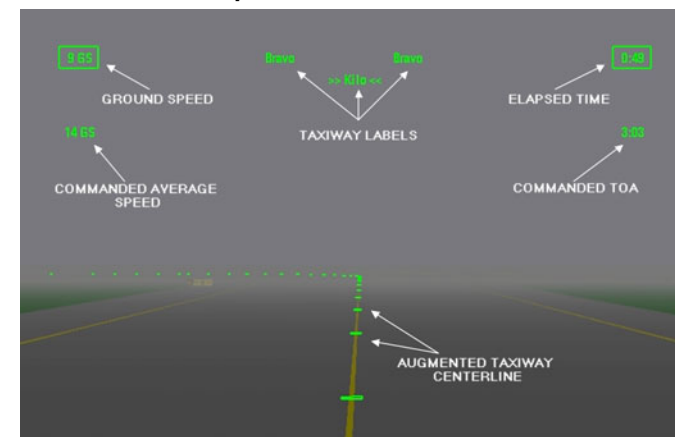 9 GS
Bravo
Bravo
0:49
>> Kilo <<
GROUND SPEED
ELAPSED TIME
TAXIWAY LABELS
14 GS
3:03
COMMANDED AVERAGE
SPEED
COMMANDED TOA
AUGMENTED TAXIWAY
CENTERLINE